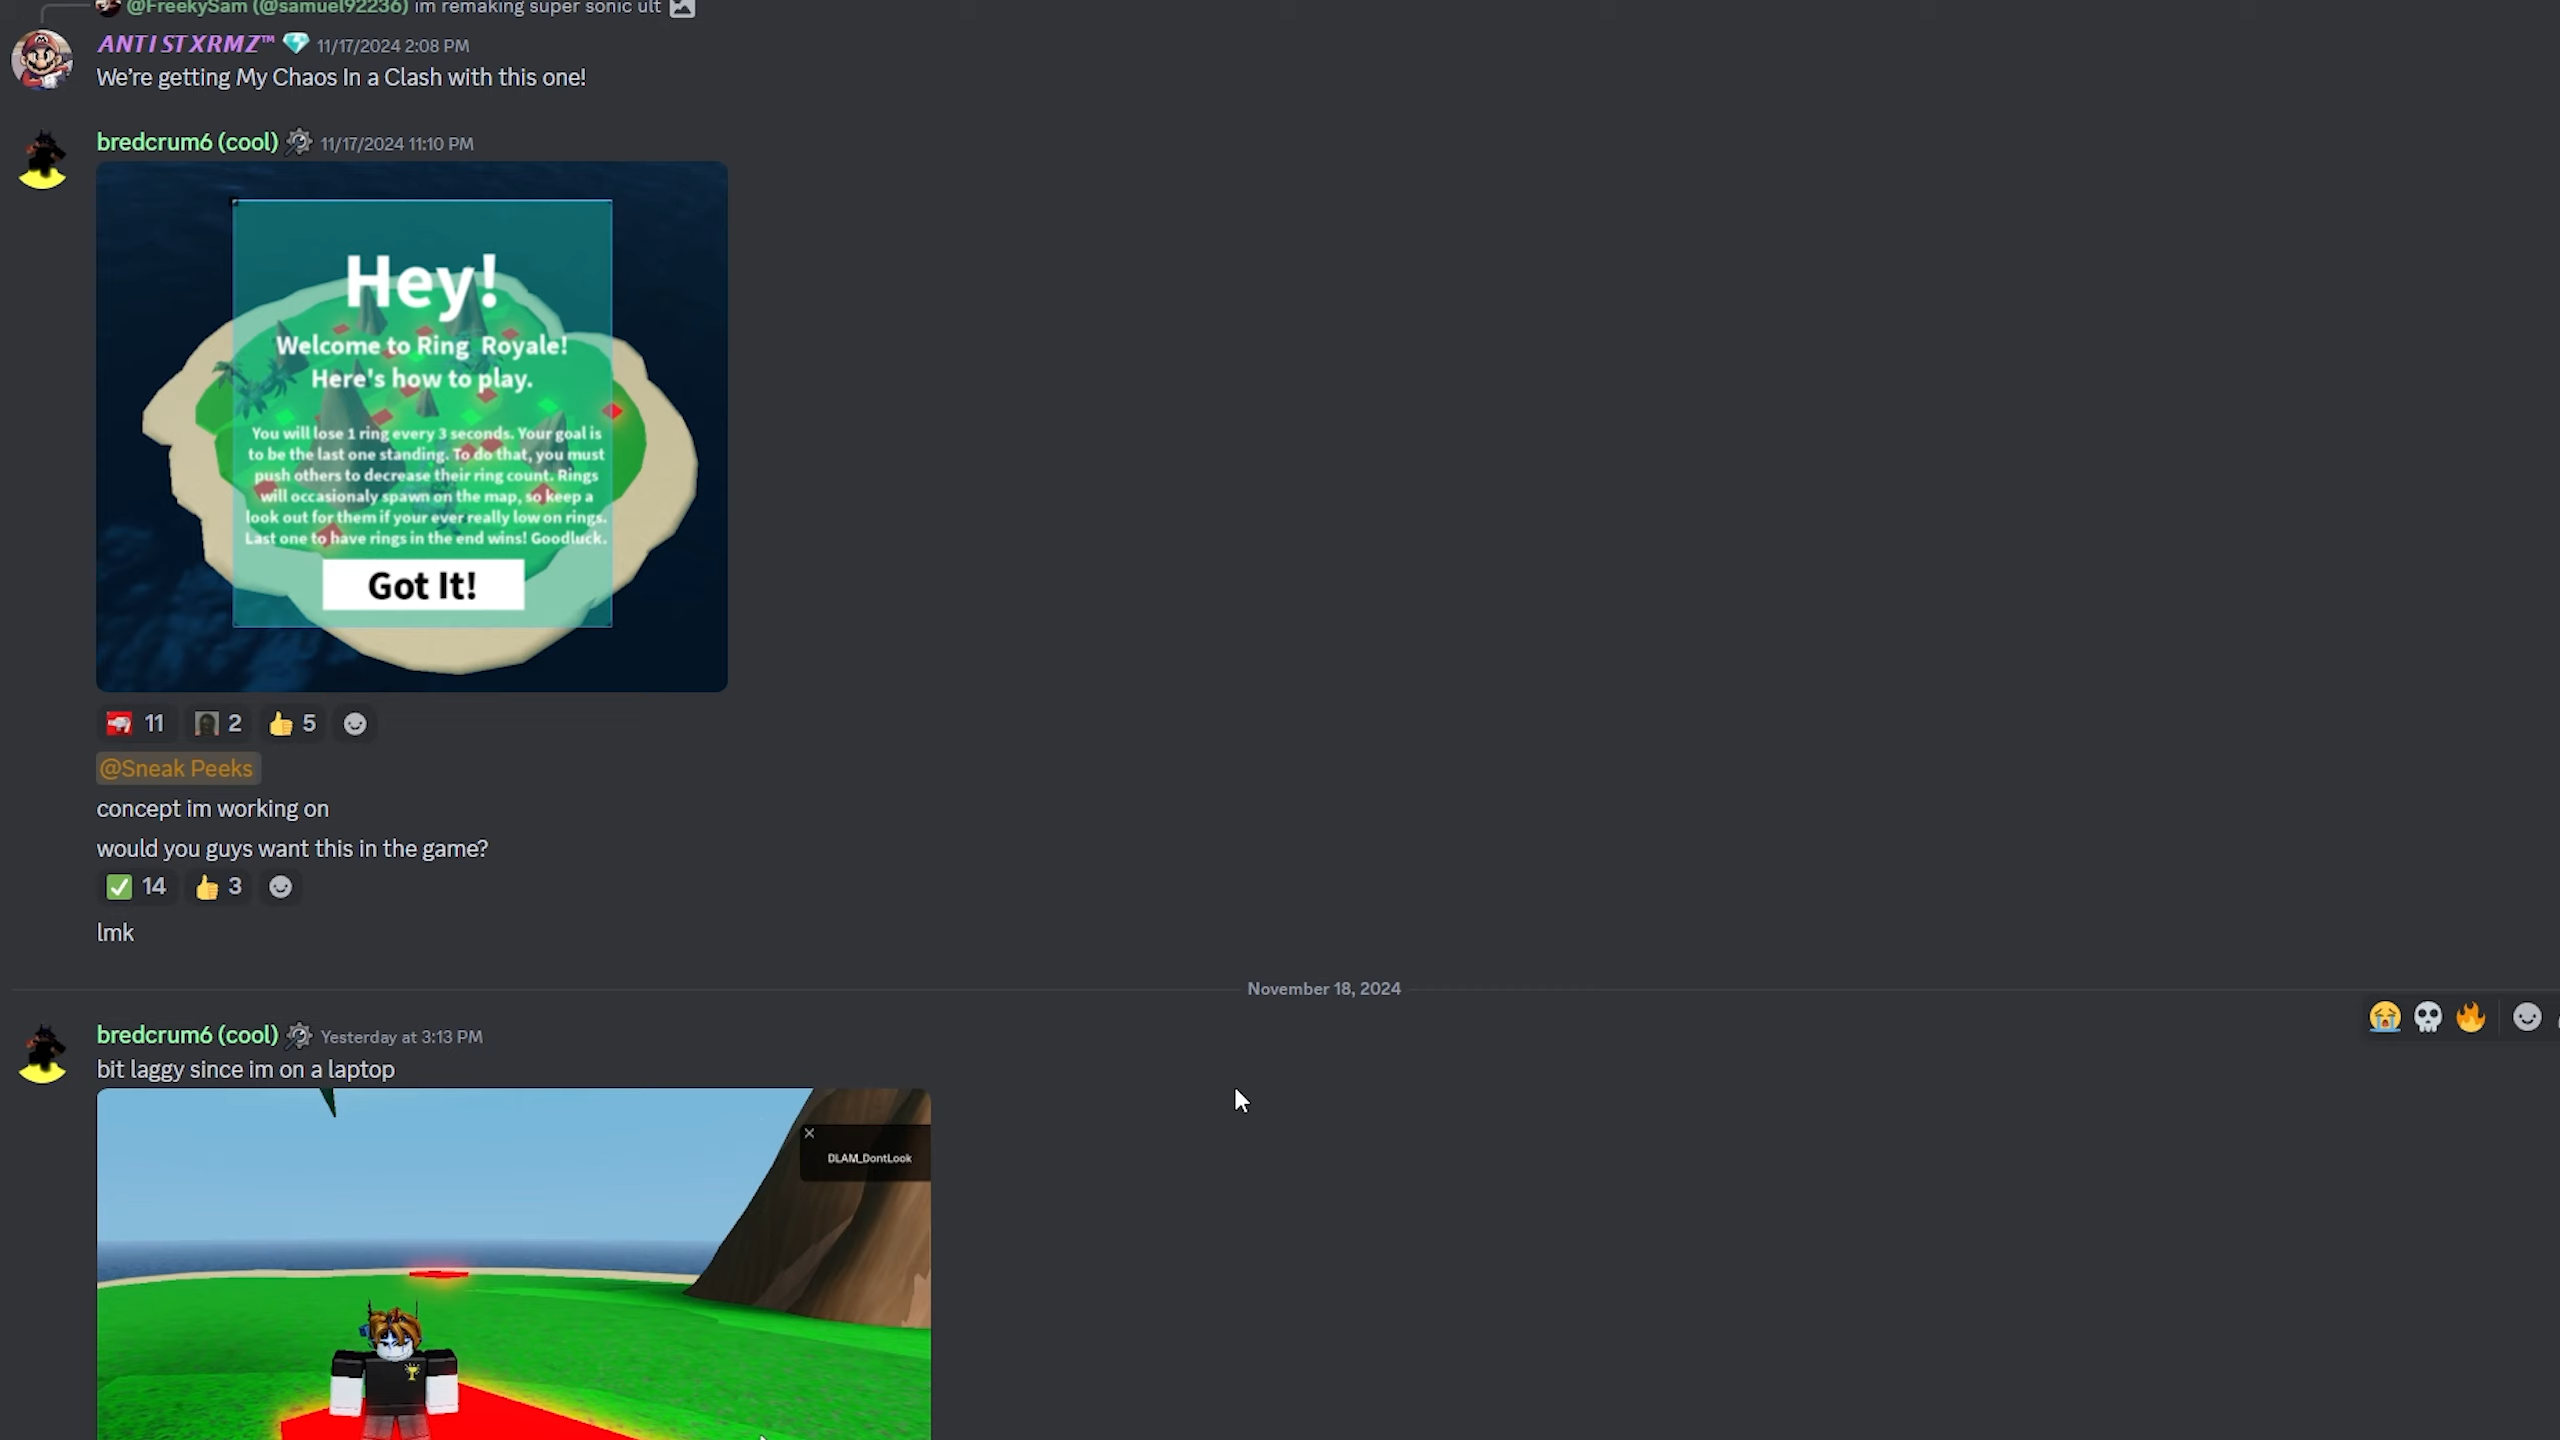 @FreekySam (@samuel92236) im remaking super sonic ult
ANTI STXRMZ™ 11/17/2024 2:08 PM
We're getting My Chaos In a Clash with this one!
bredcrum6 (cool) 11/17/2024 11:10 PM
Hey!
Welcome to Ring Royale!
Here's how to play.
You will lose 1 ring every 3 seconds. Your goal is
to be the last one standing. To do that, you must
push others to decrease their ring count. Rings
will occasionaly spawn on the map, so keep a
look out for them if your ever really low on rings.
Last one to have rings in the end wins! Goodluck.
Got It!
11 2 5
@Sneak Peeks
concept im working on
would you guys want this in the game?
14 3
lmk
November 18, 2024
bredcrum6 (cool) Yesterday at 3:13 PM
bit laggy since im on a laptop
DLAM_DontLook